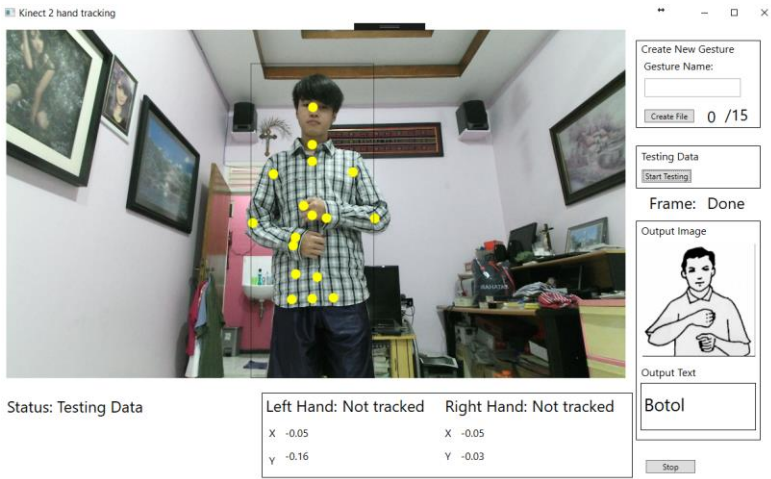 Kinect 2 hand tracking
Create New Gesture
Gesture Name:
Create File 0 /15
Testing Data
Start Testing
Frame: Done
Output Image
Output Text
Botol
Stop
Status: Testing Data
Left Hand: Not tracked Right Hand: Not tracked
X -0.05 X -0.05
Y -0.16 Y -0.03